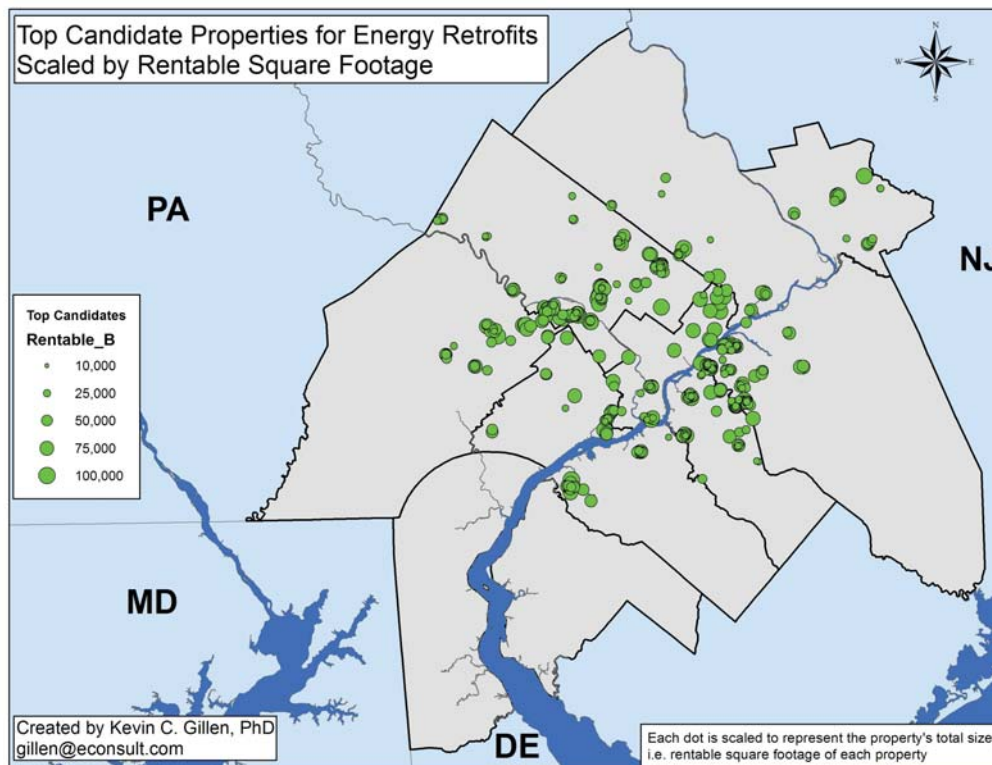 Top Candidate Properties for Energy Retrofits
Scaled by Rentable Square Footage
N
W
E
S
PA
NJ
Top Candidates
Rentable_B
10,000
25,000
50,000
75,000
100,000
MD
DE
Created by Kevin C. Gillen, PhD
gillen@econsult.com
Each dot is scaled to represent the property's total size
i.e. rentable square footage of each property